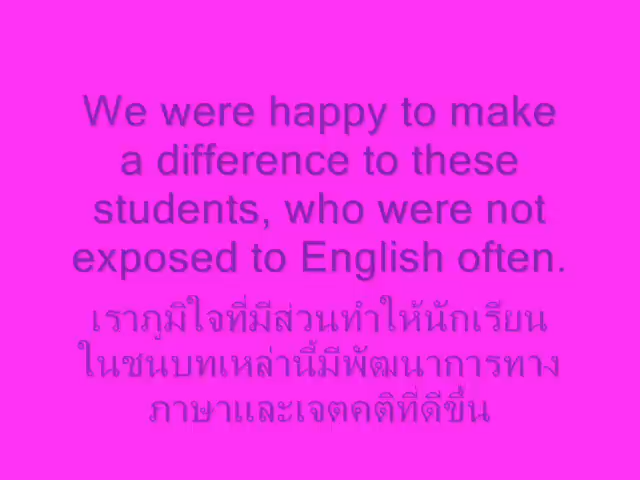 We were happy to make
a difference to these
students, who were not
exposed to English often.
เราภูมิใจที่มีส่วนทำให้นักเรียน
ในชนบทเหล่านี้มีพัฒนาการทาง
ภาษาและเจตคติที่ดีขึ้น